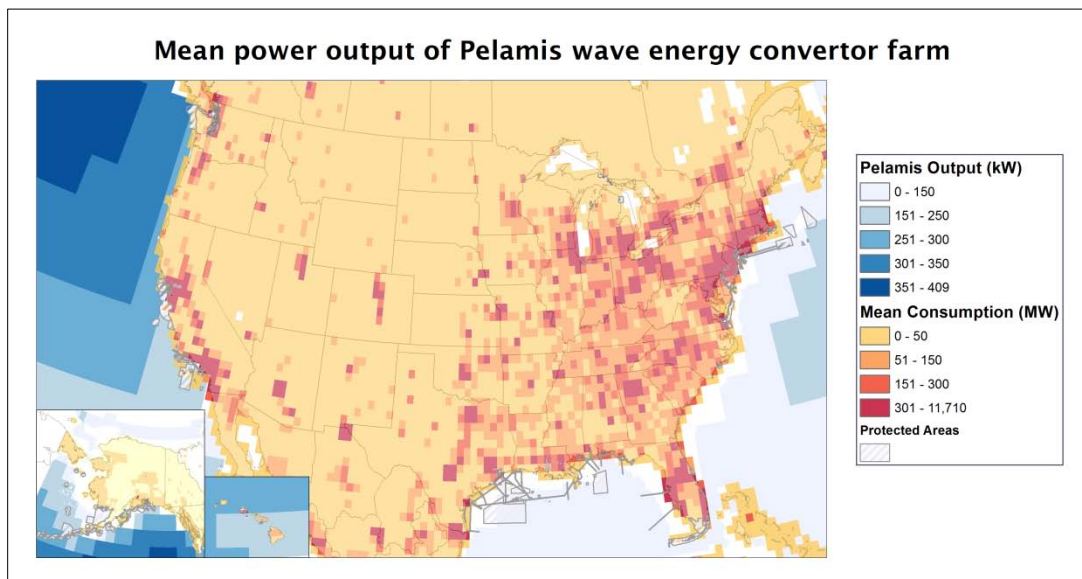 Mean power output of Pelamis wave energy convertor farm
Pelamis Output (kW)
0 - 150
151 - 250
251 - 300
301 - 350
351 - 409
Mean Consumption (MW)
0 - 50
51 - 150
151 - 300
301 - 11,710
Protected Areas